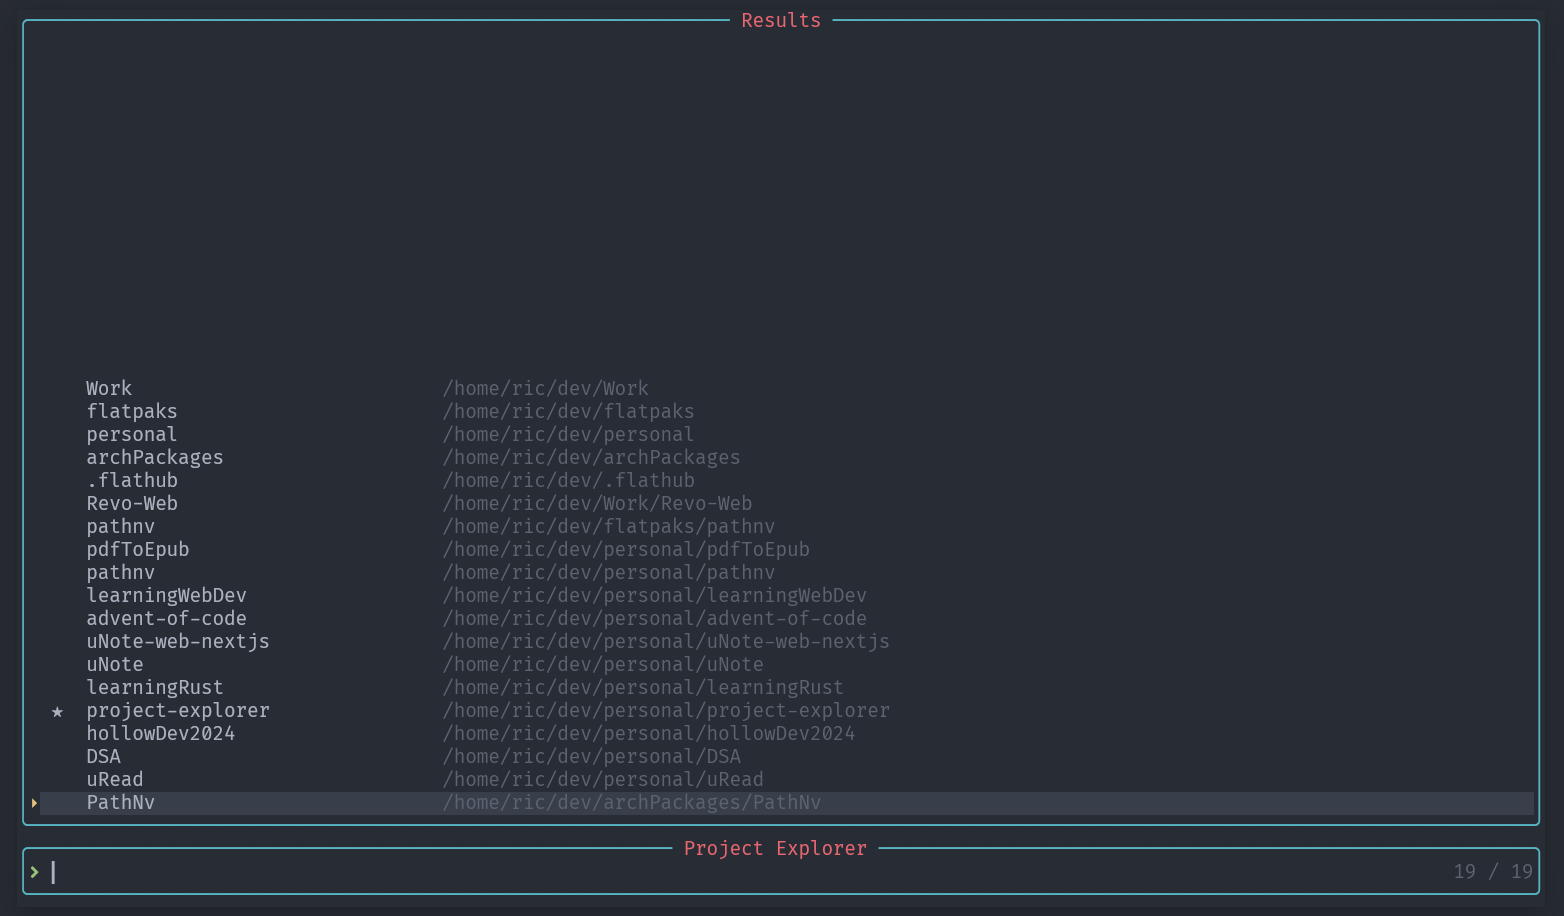 Results
Work /home/ric/dev/Work
flatpaks /home/ric/dev/flatpaks
personal /home/ric/dev/personal
archPackages /home/ric/dev/archPackages
.flathub /home/ric/dev/.flathub
Revo-Web /home/ric/dev/Work/Revo-Web
pathnv /home/ric/dev/flatpaks/pathnv
pdfToEpub /home/ric/dev/personal/pdfToEpub
pathnv /home/ric/dev/personal/pathnv
learningWebDev /home/ric/dev/personal/learningWebDev
advent-of-code /home/ric/dev/personal/advent-of-code
uNote-web-nextjs /home/ric/dev/personal/uNote-web-nextjs
uNote /home/ric/dev/personal/uNote
learningRust /home/ric/dev/personal/learningRust
★ project-explorer /home/ric/dev/personal/project-explorer
hollowDev2024 /home/ric/dev/personal/hollowDev2024
DSA /home/ric/dev/personal/DSA
uRead /home/ric/dev/personal/uRead
PathNv /home/ric/dev/archPackages/PathNv
Project Explorer
> 19 / 19